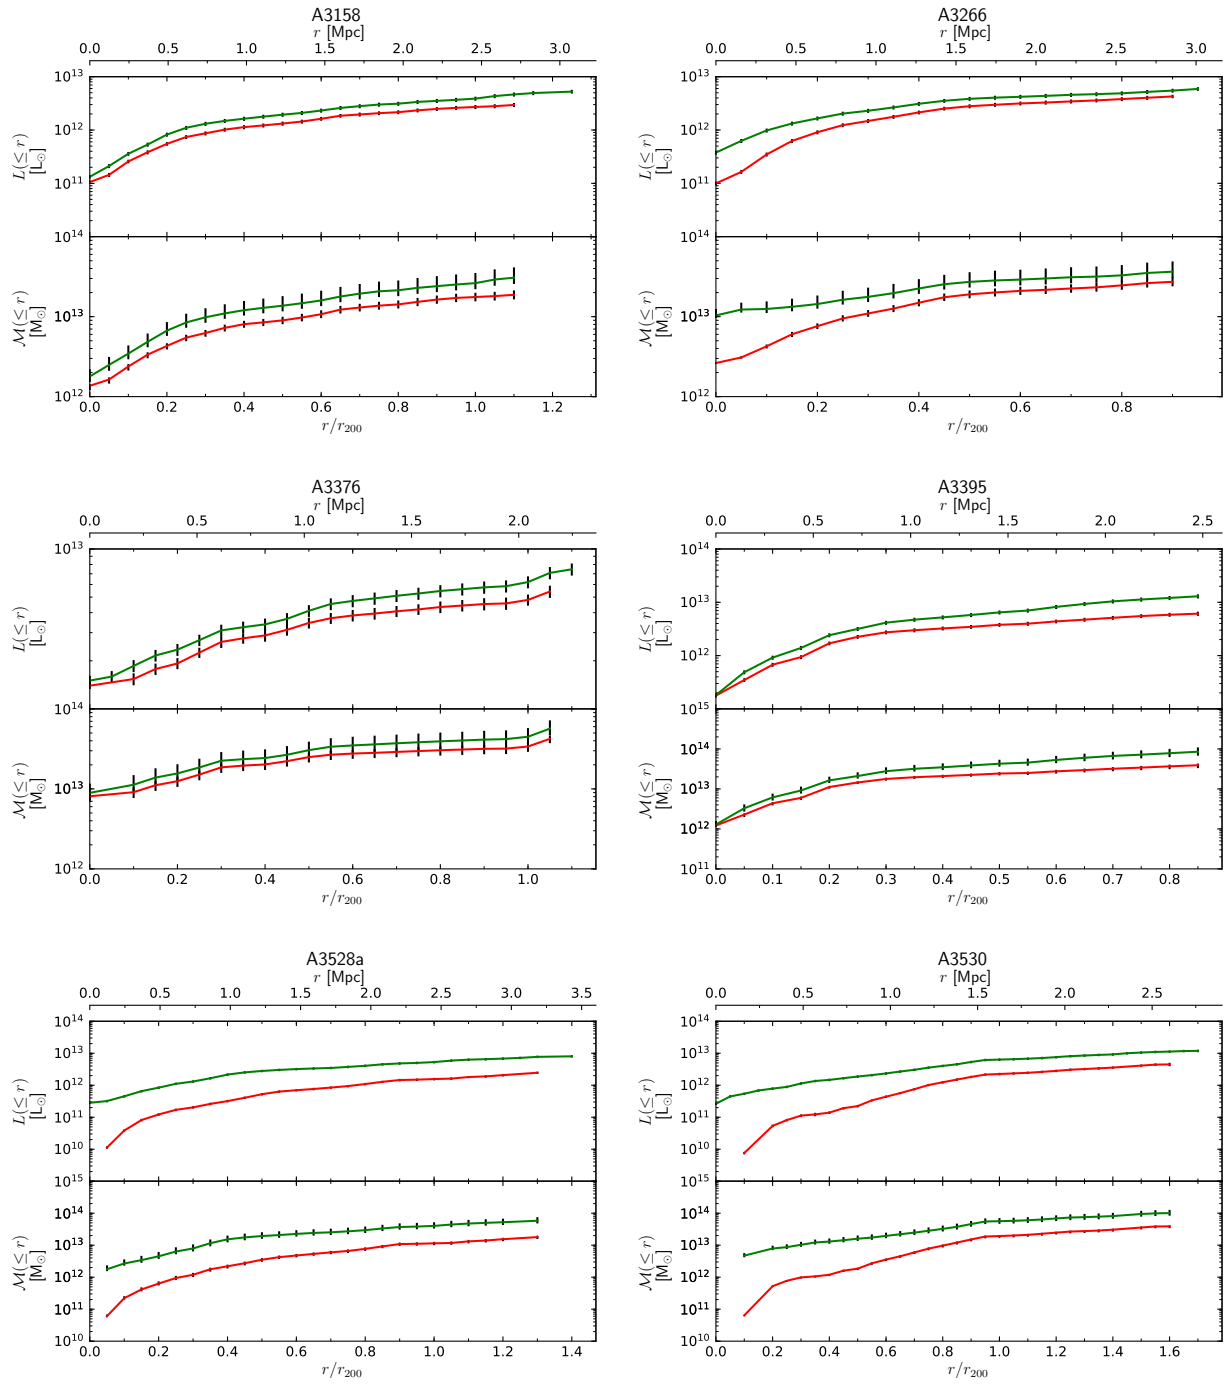 A3158
r [Mpc]
0.0 0.5 1.0 1.5 2.0 2.5 3.0
10^13
10^12
10^11
10^14
L(≤ r)
[L⊙]
10^13
10^12
M(≤ r)
[M⊙]
0.0 0.2 0.4 0.6 0.8 1.0 1.2
r/r200
A3266
r [Mpc]
0.0 0.5 1.0 1.5 2.0 2.5 3.0
10^13
10^12
10^11
10^14
L(≤ r)
[L⊙]
10^13
10^12
M(≤ r)
[M⊙]
0.0 0.2 0.4 0.6 0.8
r/r200
A3376
r [Mpc]
0.0 0.5 1.0 1.5 2.0
10^13
10^14
L(≤ r)
[L⊙]
10^13
10^12
M(≤ r)
[M⊙]
0.0 0.2 0.4 0.6 0.8 1.0
r/r200
A3395
r [Mpc]
0.0 0.5 1.0 1.5 2.0 2.5
10^14
10^13
10^12
10^15
L(≤ r)
[L⊙]
10^14
10^13
10^12
10^11
M(≤ r)
[M⊙]
0.0 0.1 0.2 0.3 0.4 0.5 0.6 0.7 0.8
r/r200
A3528a
r [Mpc]
0.0 0.5 1.0 1.5 2.0 2.5 3.0 3.5
10^14
10^13
10^12
10^11
10^10
10^15
L(≤ r)
[L⊙]
10^14
10^13
10^12
10^11
10^10
M(≤ r)
[M⊙]
0.0 0.2 0.4 0.6 0.8 1.0 1.2 1.4
r/r200
A3530
r [Mpc]
0.0 0.5 1.0 1.5 2.0 2.5
10^14
10^13
10^12
10^11
10^10
10^15
L(≤ r)
[L⊙]
10^14
10^13
10^12
10^11
10^10
M(≤ r)
[M⊙]
0.0 0.2 0.4 0.6 0.8 1.0 1.2 1.4 1.6
r/r200